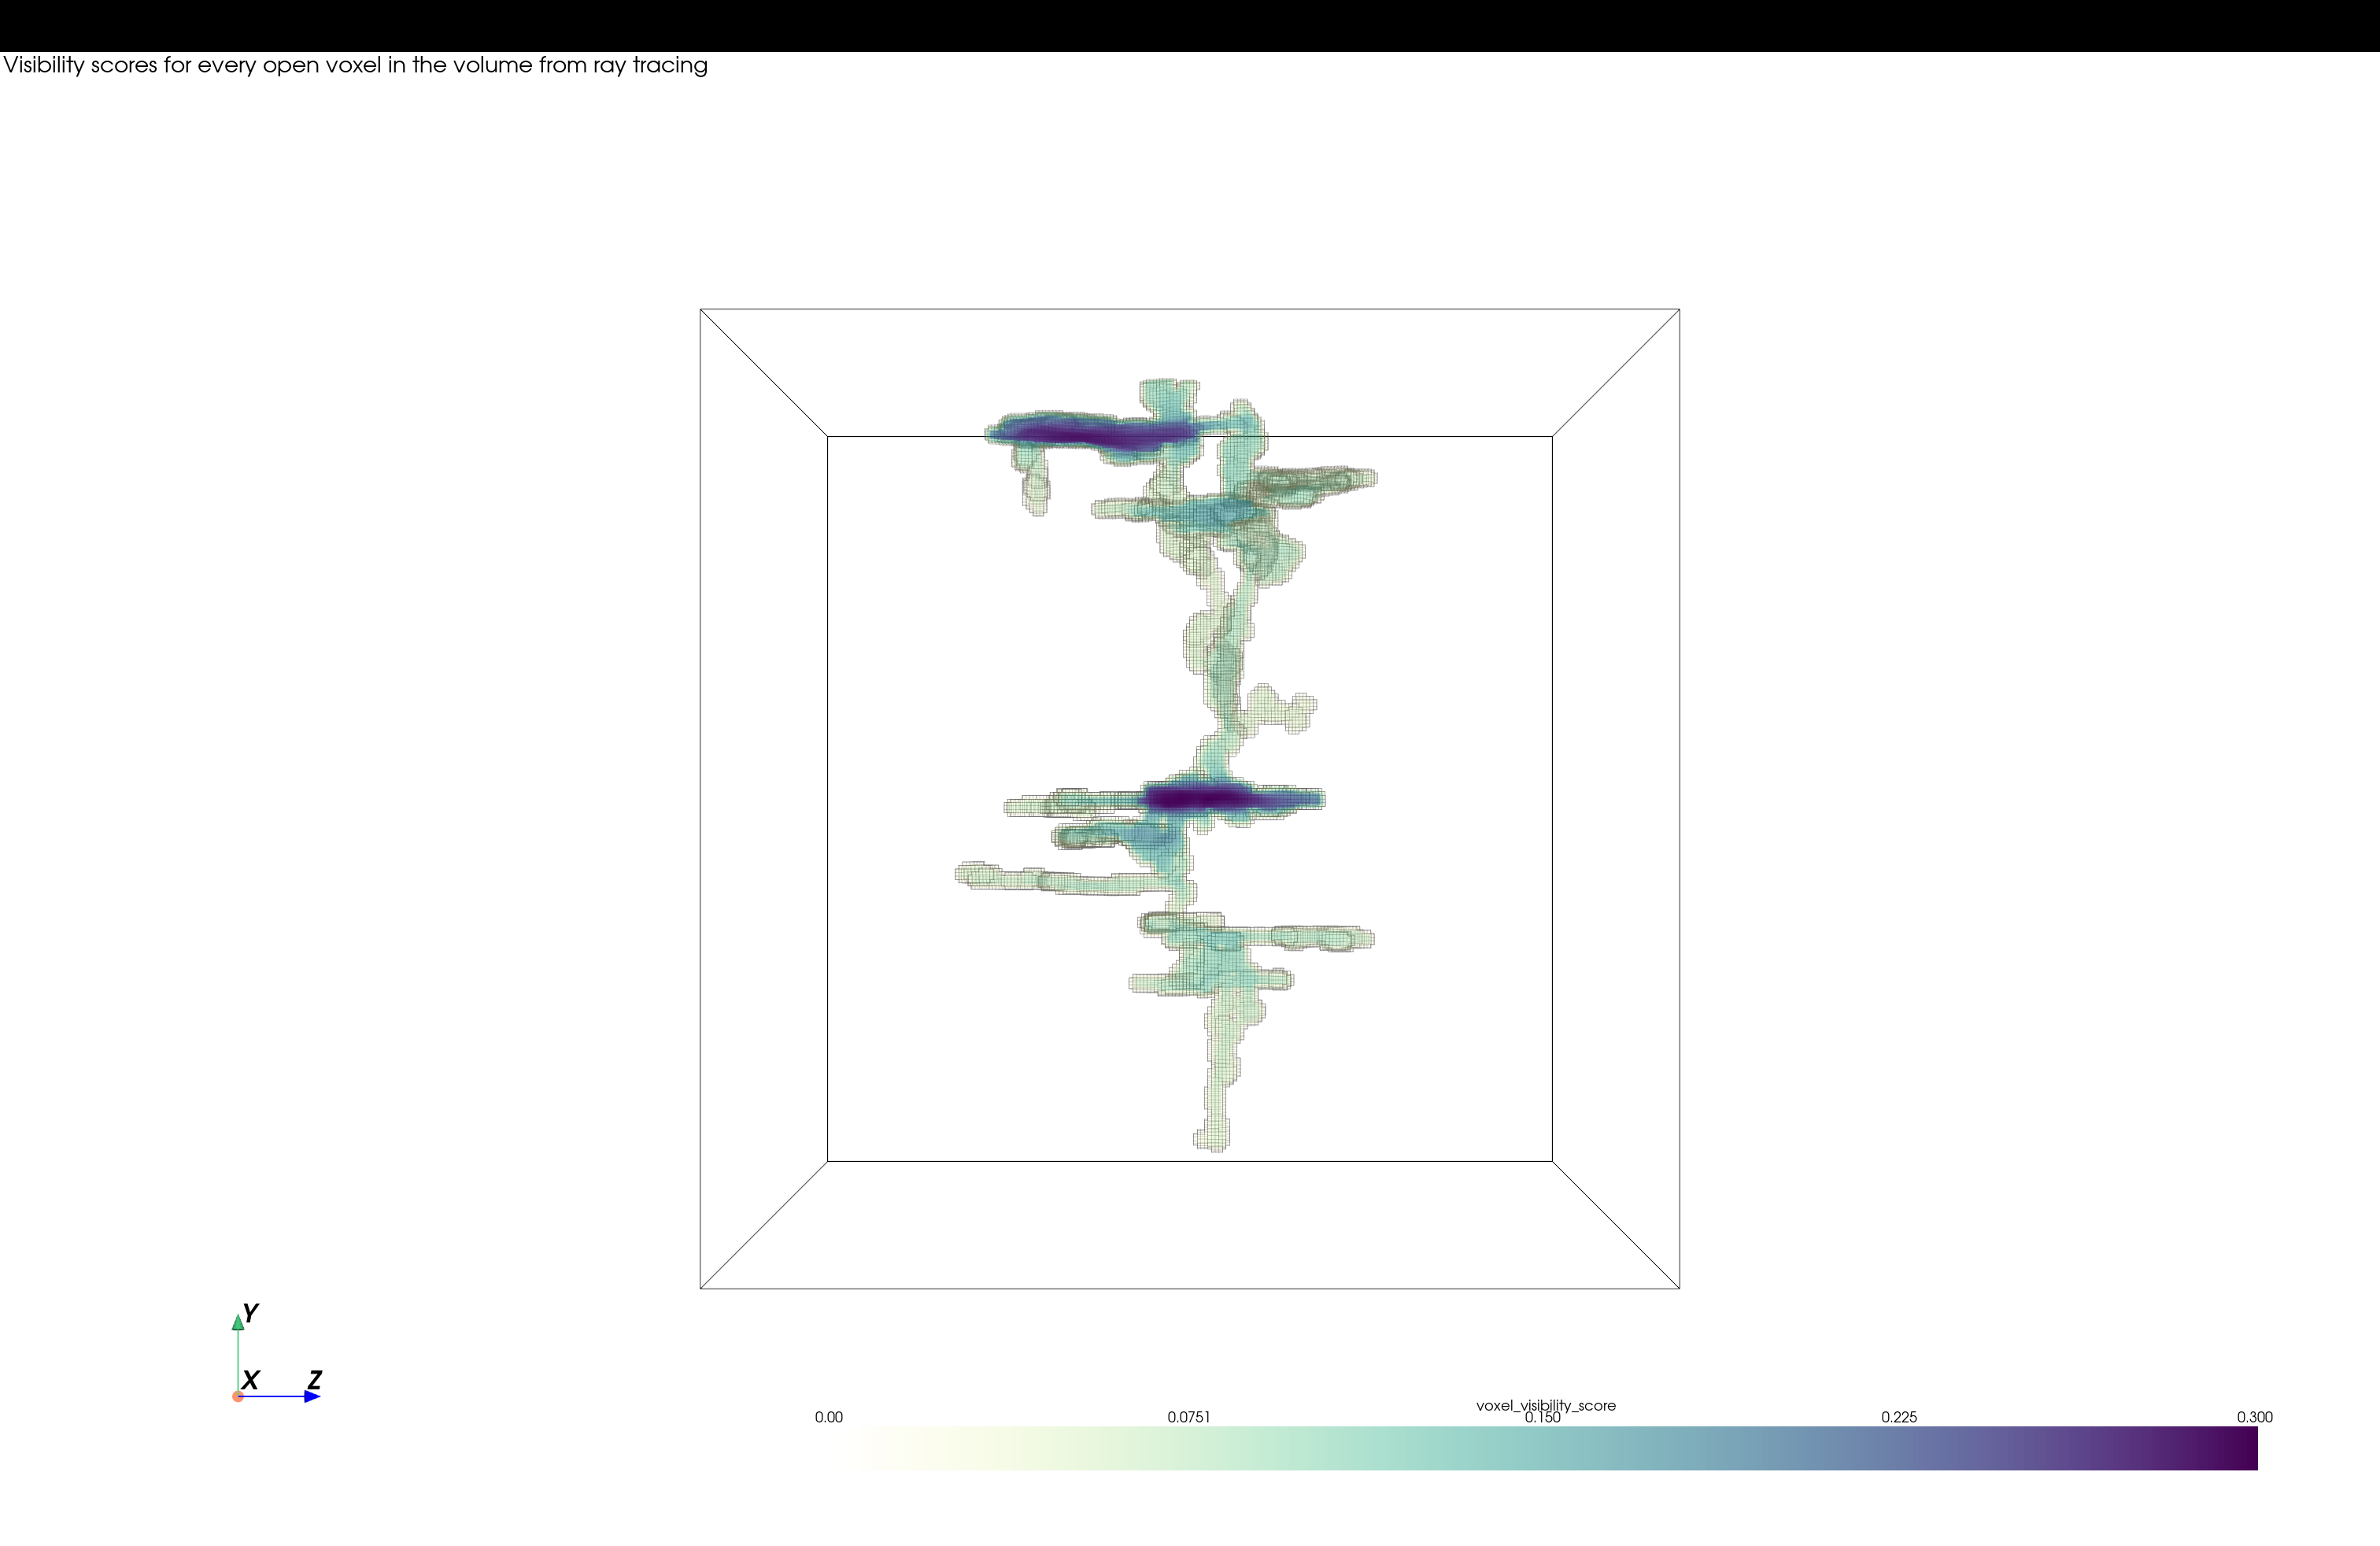 Visibility scores for every open voxel in the volume from ray tracing
Y
X Z
voxel_visibility_score
0.00 0.0751 0.150 0.225 0.300